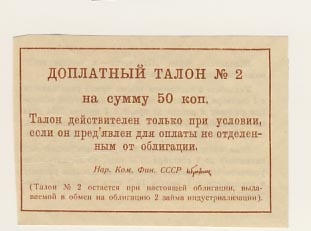 ДОПЛАТНЫЙ ТАЛОН № 2
на сумму 50 коп.
Талон действителен только при условии,
если он пред'явлен для оплаты не отделен-
ным от облигации.
Нар. Ком. Фин. СССР
(Талон № 2 остается при настоящей облигации, выда-
ваемой в обмен на облигацию 2 займа индустриализации).